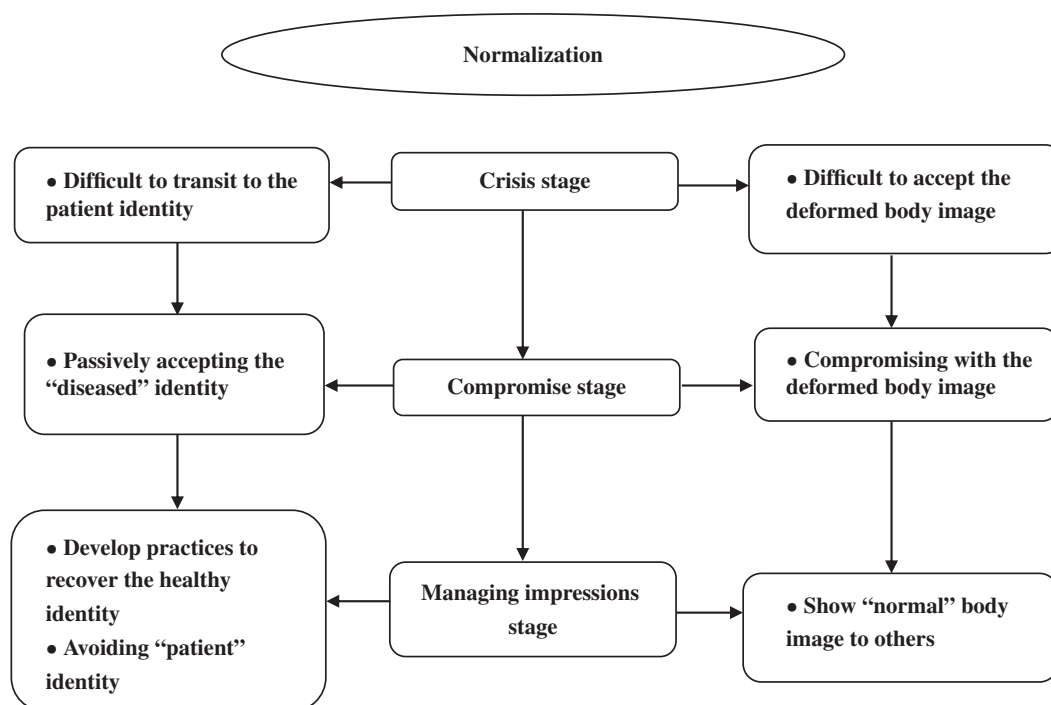 Normalization
● Difficult to transit to the
patient identity
Crisis stage
● Difficult to accept the
deformed body image
● Passively accepting the
“diseased” identity
Compromise stage
● Compromising with the
deformed body image
● Develop practices to
recover the healthy
identity
● Avoiding “patient”
identity
Managing impressions
stage
● Show “normal” body
image to others